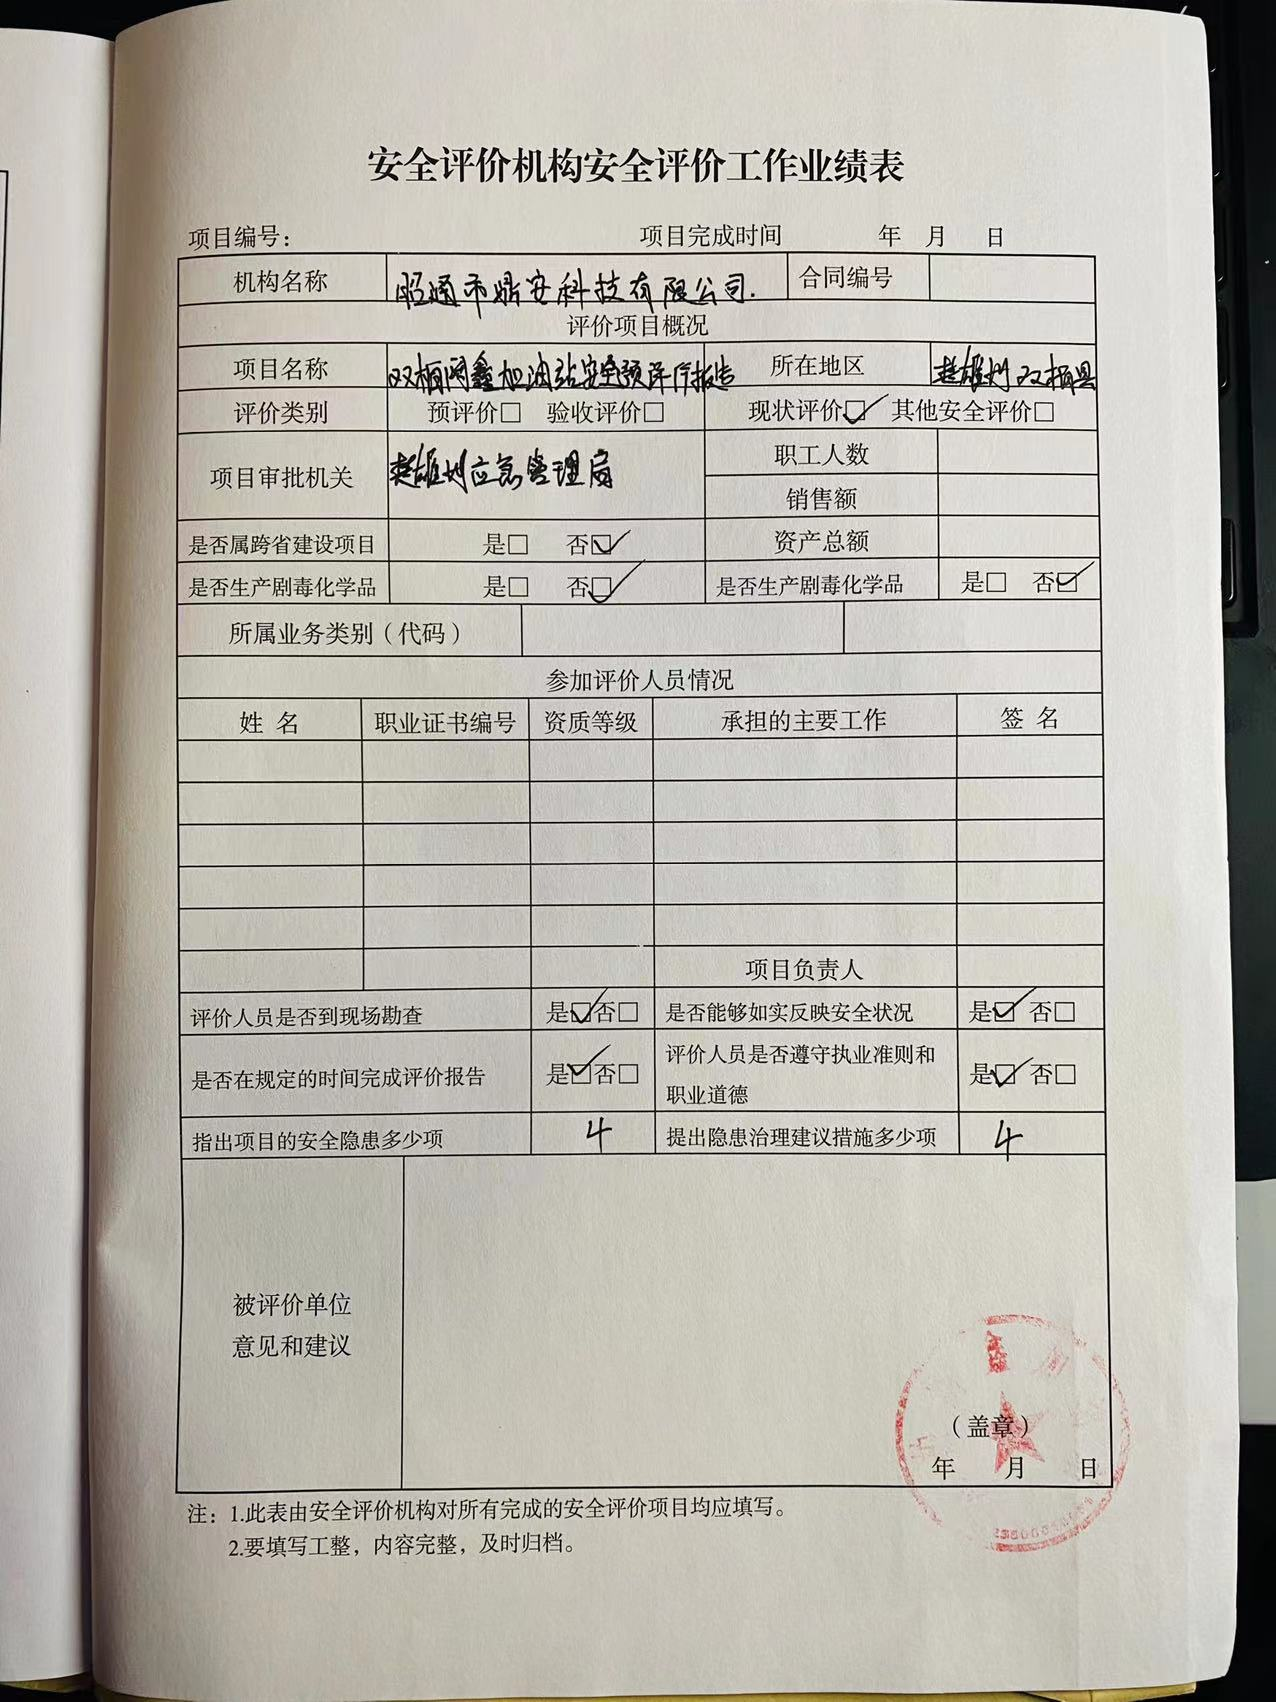 安全评价机构安全评价工作业绩表
项目编号： 项目完成时间 年 月 日
机构名称 昭通市鼎安科技有限公司. 合同编号
评价项目概况
项目名称 双柏鑫加油站安全预评价报告 所在地区 楚雄州双柏县
评价类别 预评价□ 验收评价□ 现状评价☑ 其他安全评价□
项目审批机关 楚雄州应急管理局 职工人数
销售额
是否属跨省建设项目 是□ 否☑ 资产总额
是否生产剧毒化学品 是□ 否☑ 是否生产剧毒化学品 是□ 否☑
所属业务类别（代码）
参加评价人员情况
姓 名 职业证书编号 资质等级 承担的主要工作 签 名
项目负责人
评价人员是否到现场勘查 是☑否□ 是否能够如实反映安全状况 是☑ 否□
是否在规定的时间完成评价报告 是☑否□ 评价人员是否遵守执业准则和
职业道德 是☑ 否□
指出项目的安全隐患多少项 4 提出隐患治理建议措施多少项 4
被评价单位
意见和建议
（盖章）
年 月 日
注：1.此表由安全评价机构对所有完成的安全评价项目均应填写。
2.要填写工整，内容完整，及时归档。